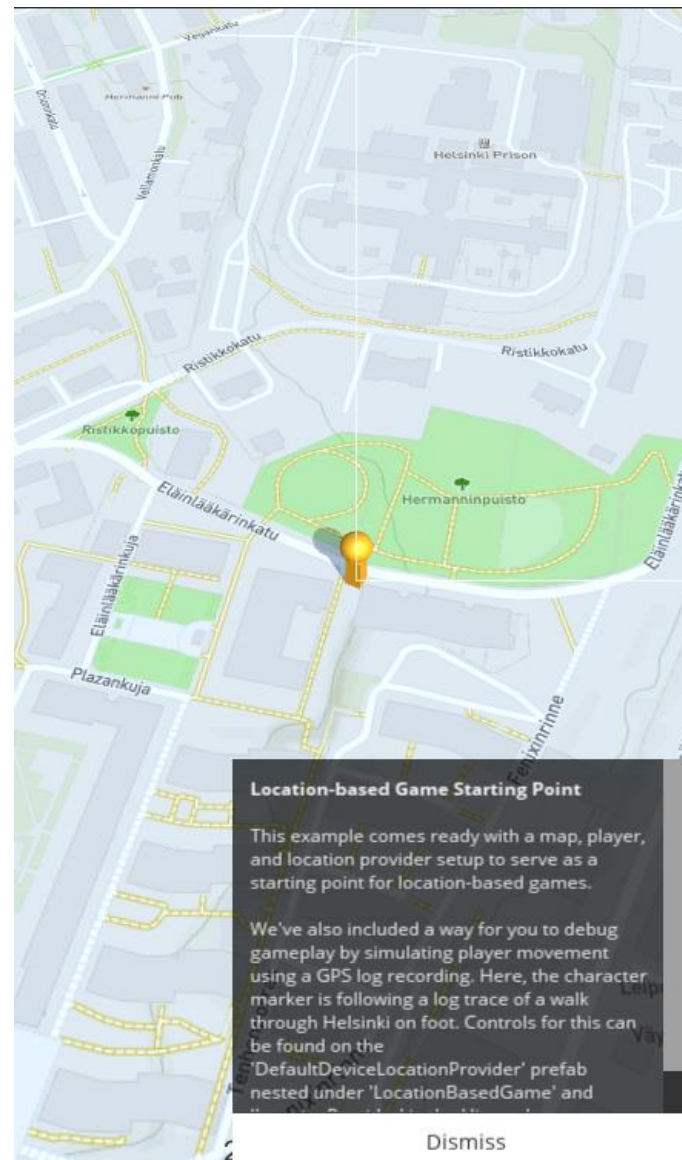 Veijankatu
Orioninkatu
Hermanni Pub
Vellamonkatu
Helsinki Prison
Ristikkokatu
Ristikkokatu
Ristikkopuisto
Hermanninpuisto
Eläinlääkärinkatu
Eläinlääkärinkatu
Eläinlääkärinkuja
Plazankuja
Fenixinrinne
Location-based Game Starting Point
This example comes ready with a map, player,
and location provider setup to serve as a
starting point for location-based games.
We've also included a way for you to debug
gameplay by simulating player movement
using a GPS log recording. Here, the character
marker is following a log trace of a walk
through Helsinki on foot. Controls for this can
be found on the
'DefaultDeviceLocationProvider' prefab
nested under 'LocationBasedGame' and
Dismiss